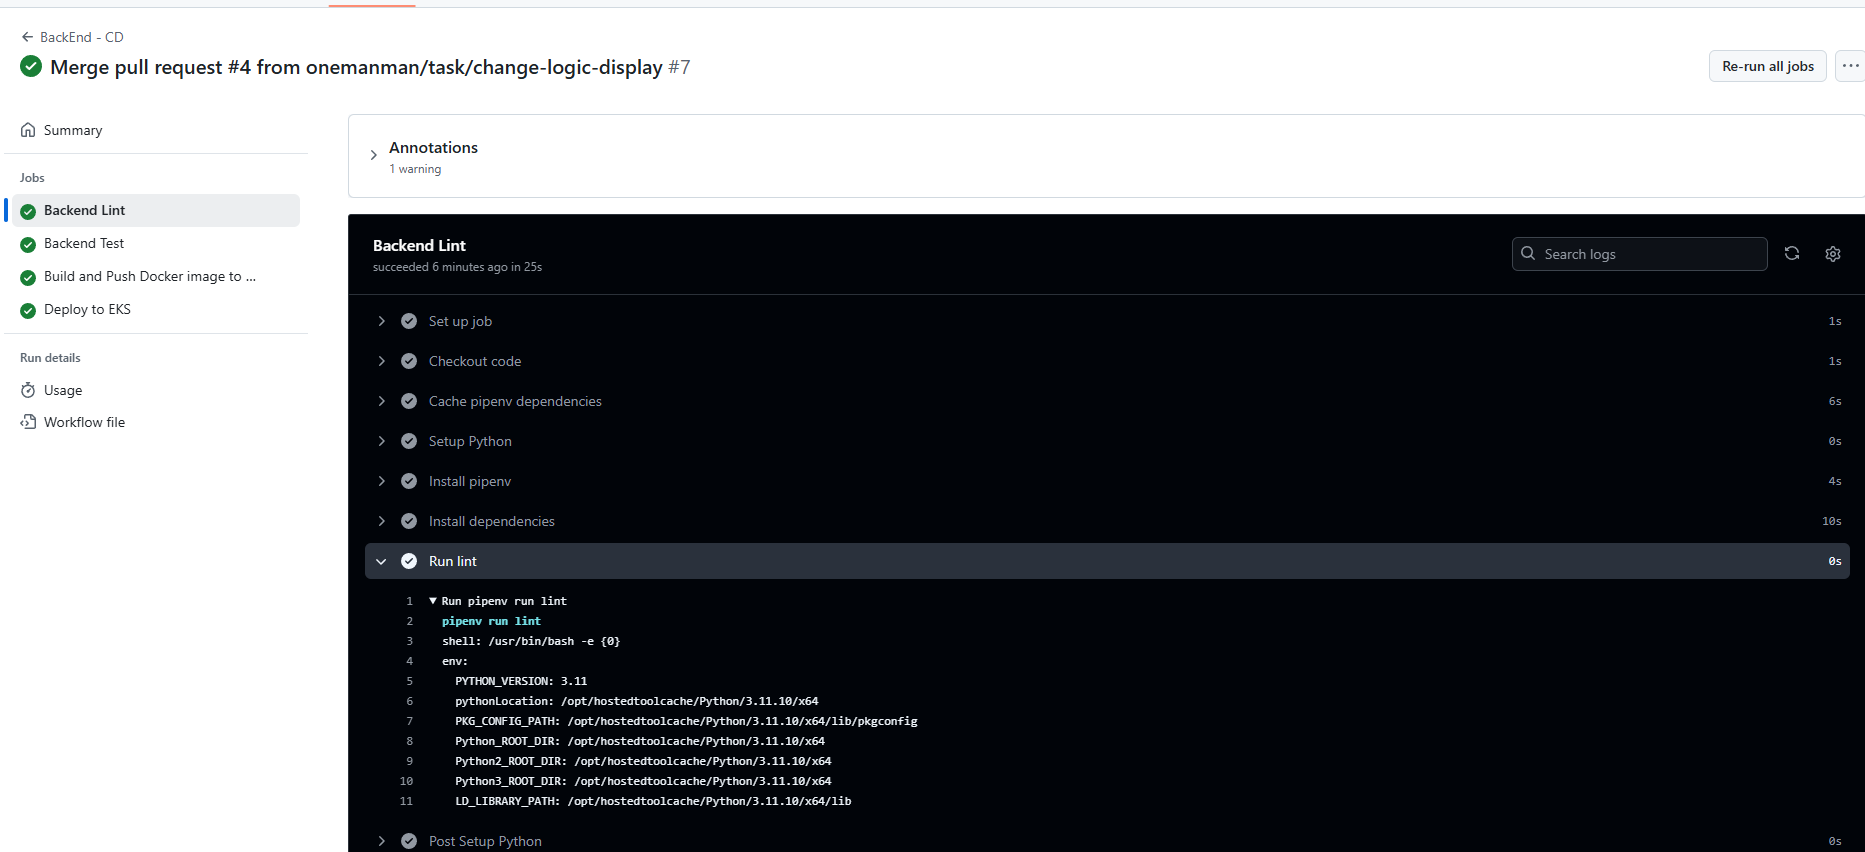 BackEnd - CD
Merge pull request #4 from onemanman/task/change-logic-display #7
Re-run all jobs
Summary
Jobs
Backend Lint
Backend Test
Build and Push Docker image to ...
Deploy to EKS
Run details
Usage
Workflow file
Annotations
1 warning
Backend Lint
succeeded 6 minutes ago in 25s
Search logs
Set up job 1s
Checkout code 1s
Cache pipenv dependencies 6s
Setup Python 0s
Install pipenv 4s
Install dependencies 10s
Run lint 0s
1 Run pipenv run lint
2 pipenv run lint
3 shell: /usr/bin/bash -e {0}
4 env:
5 PYTHON_VERSION: 3.11
6 pythonLocation: /opt/hostedtoolcache/Python/3.11.10/x64
7 PKG_CONFIG_PATH: /opt/hostedtoolcache/Python/3.11.10/x64/lib/pkgconfig
8 Python_ROOT_DIR: /opt/hostedtoolcache/Python/3.11.10/x64
9 Python2_ROOT_DIR: /opt/hostedtoolcache/Python/3.11.10/x64
10 Python3_ROOT_DIR: /opt/hostedtoolcache/Python/3.11.10/x64
11 LD_LIBRARY_PATH: /opt/hostedtoolcache/Python/3.11.10/x64/lib
Post Setup Python 0s